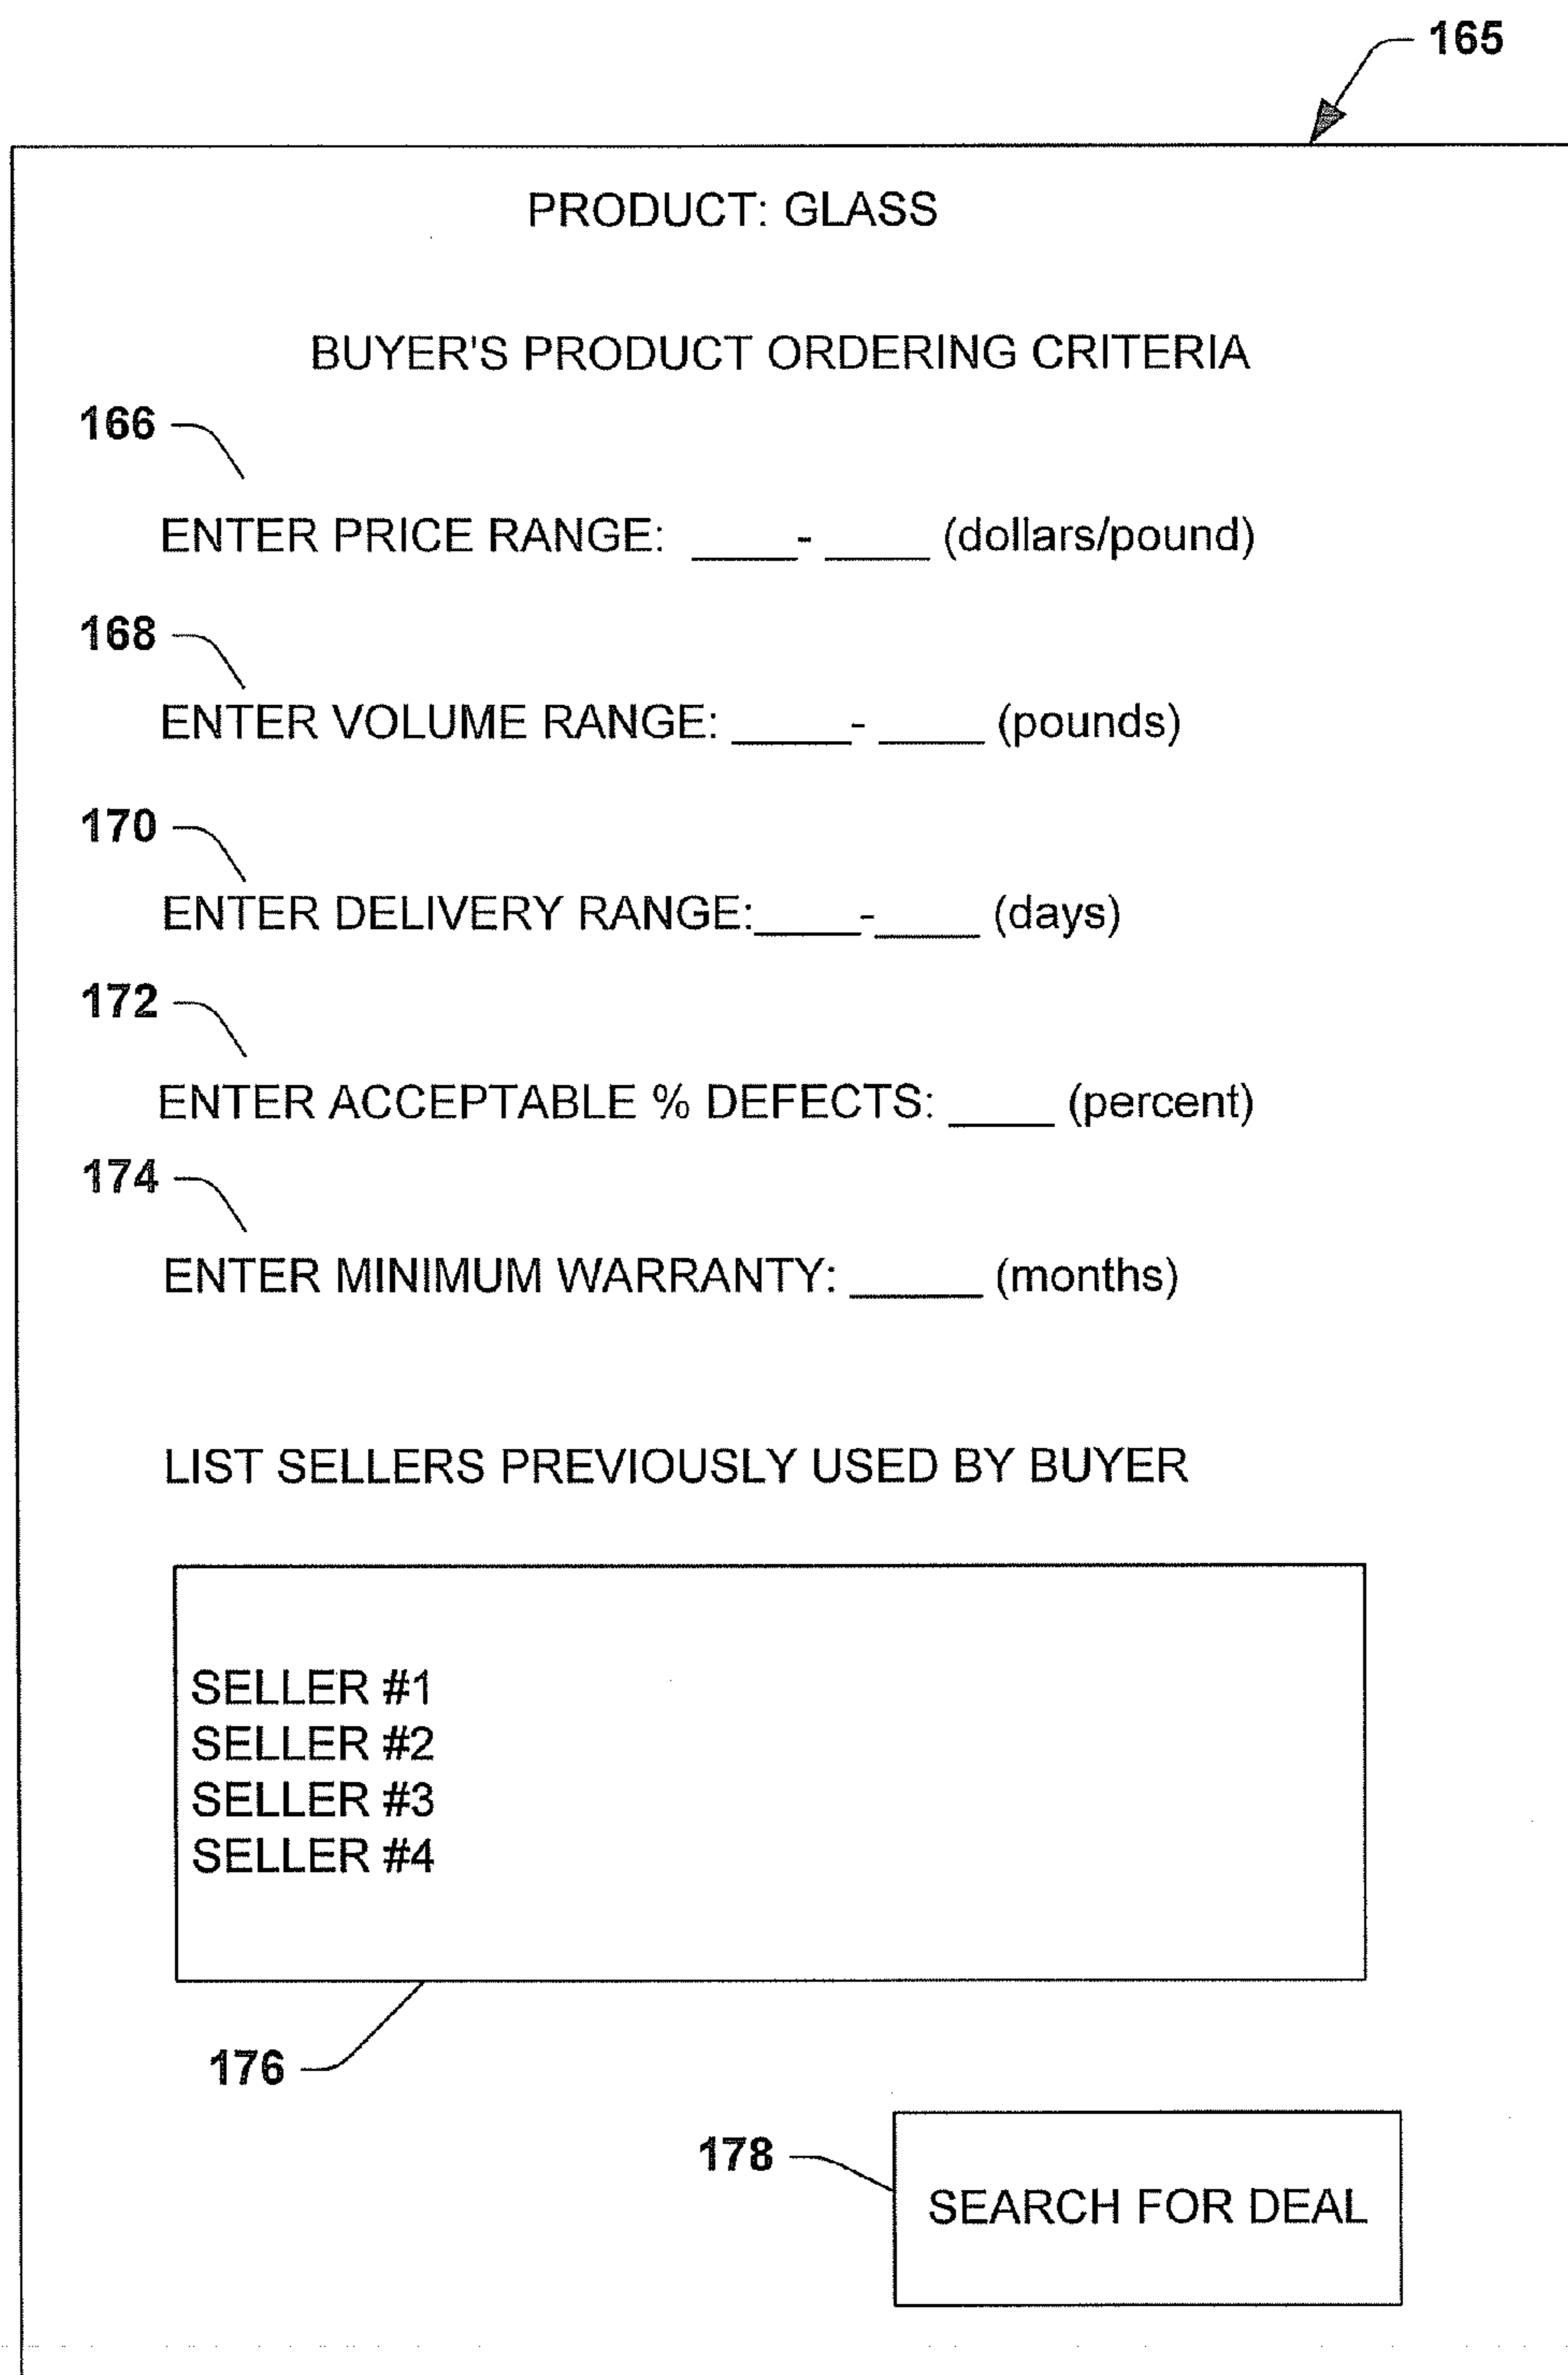 165
PRODUCT: GLASS
BUYER'S PRODUCT ORDERING CRITERIA
166
ENTER PRICE RANGE: ____- ____ (dollars/pound)
168
ENTER VOLUME RANGE: ____- ____ (pounds)
170
ENTER DELIVERY RANGE:____-____ (days)
172
ENTER ACCEPTABLE % DEFECTS: ____ (percent)
174
ENTER MINIMUM WARRANTY: _____ (months)
LIST SELLERS PREVIOUSLY USED BY BUYER
SELLER #1
SELLER #2
SELLER #3
SELLER #4
176
178
SEARCH FOR DEAL